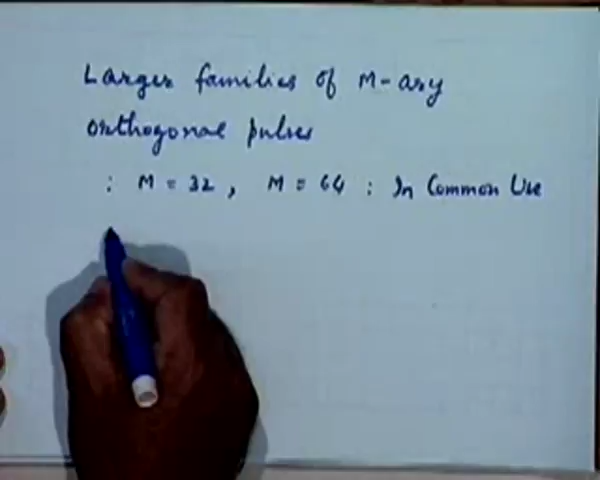 Larger families of M-ary
orthogonal pulses
: M = 32, M = 64 : In Common Use